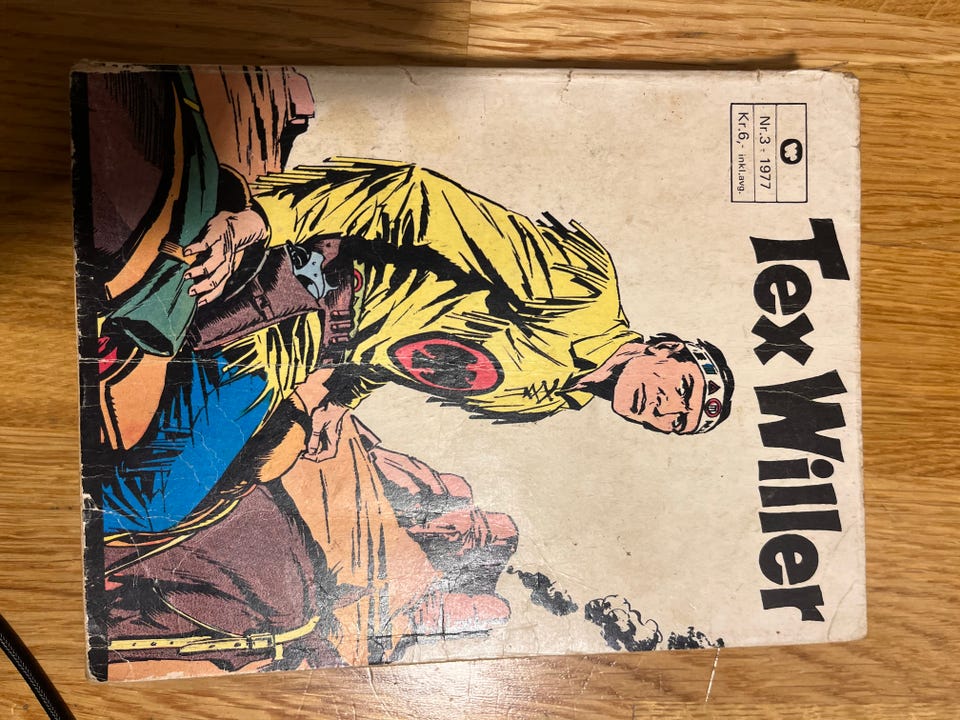 Nr.3 - 1977
Kr.6,- inkl.avg.
Tex Willer